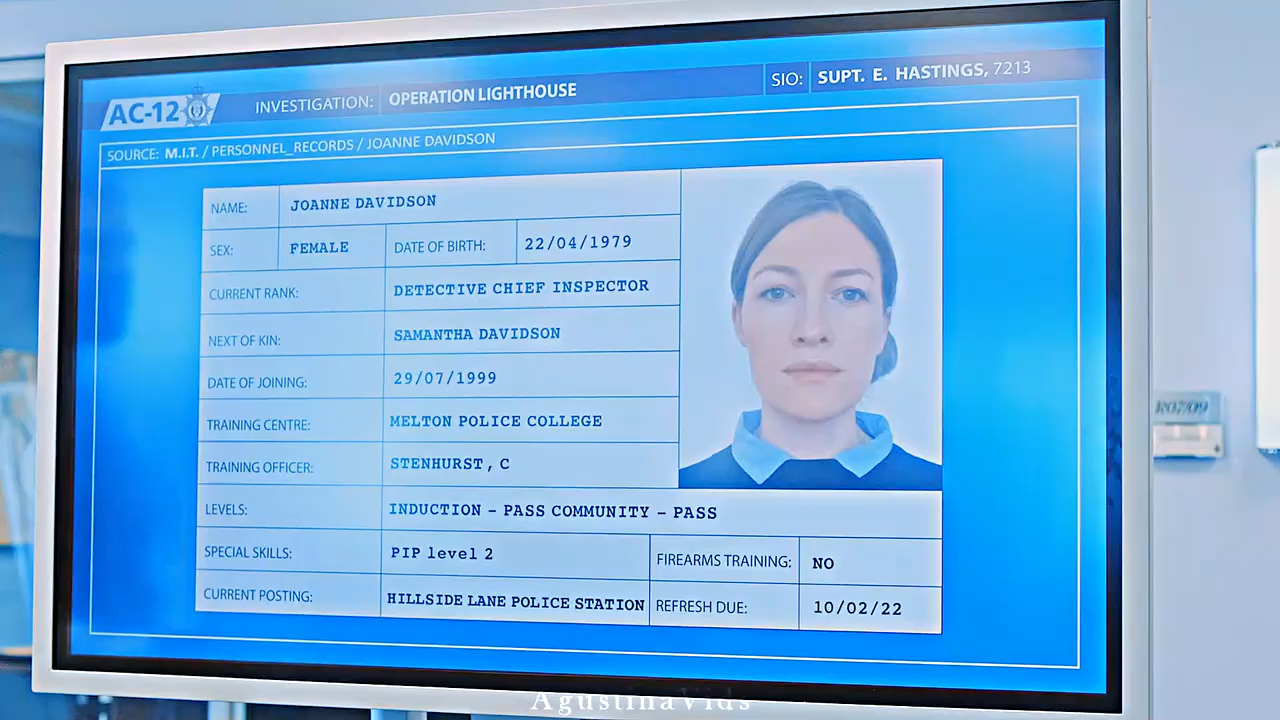 AC-12 INVESTIGATION: OPERATION LIGHTHOUSE SIO: SUPT. E. HASTINGS, 7213
SOURCE: M.I.T. / PERSONNEL_RECORDS / JOANNE DAVIDSON
NAME: JOANNE DAVIDSON
SEX: FEMALE DATE OF BIRTH: 22/04/1979
CURRENT RANK: DETECTIVE CHIEF INSPECTOR
NEXT OF KIN: SAMANTHA DAVIDSON
DATE OF JOINING: 29/07/1999
TRAINING CENTRE: MELTON POLICE COLLEGE
TRAINING OFFICER: STENHURST, C
LEVELS: INDUCTION - PASS COMMUNITY - PASS
SPECIAL SKILLS: PIP level 2 FIREARMS TRAINING: NO
CURRENT POSTING: HILLSIDE LANE POLICE STATION REFRESH DUE: 10/02/22
R07/09
AgustinaVids